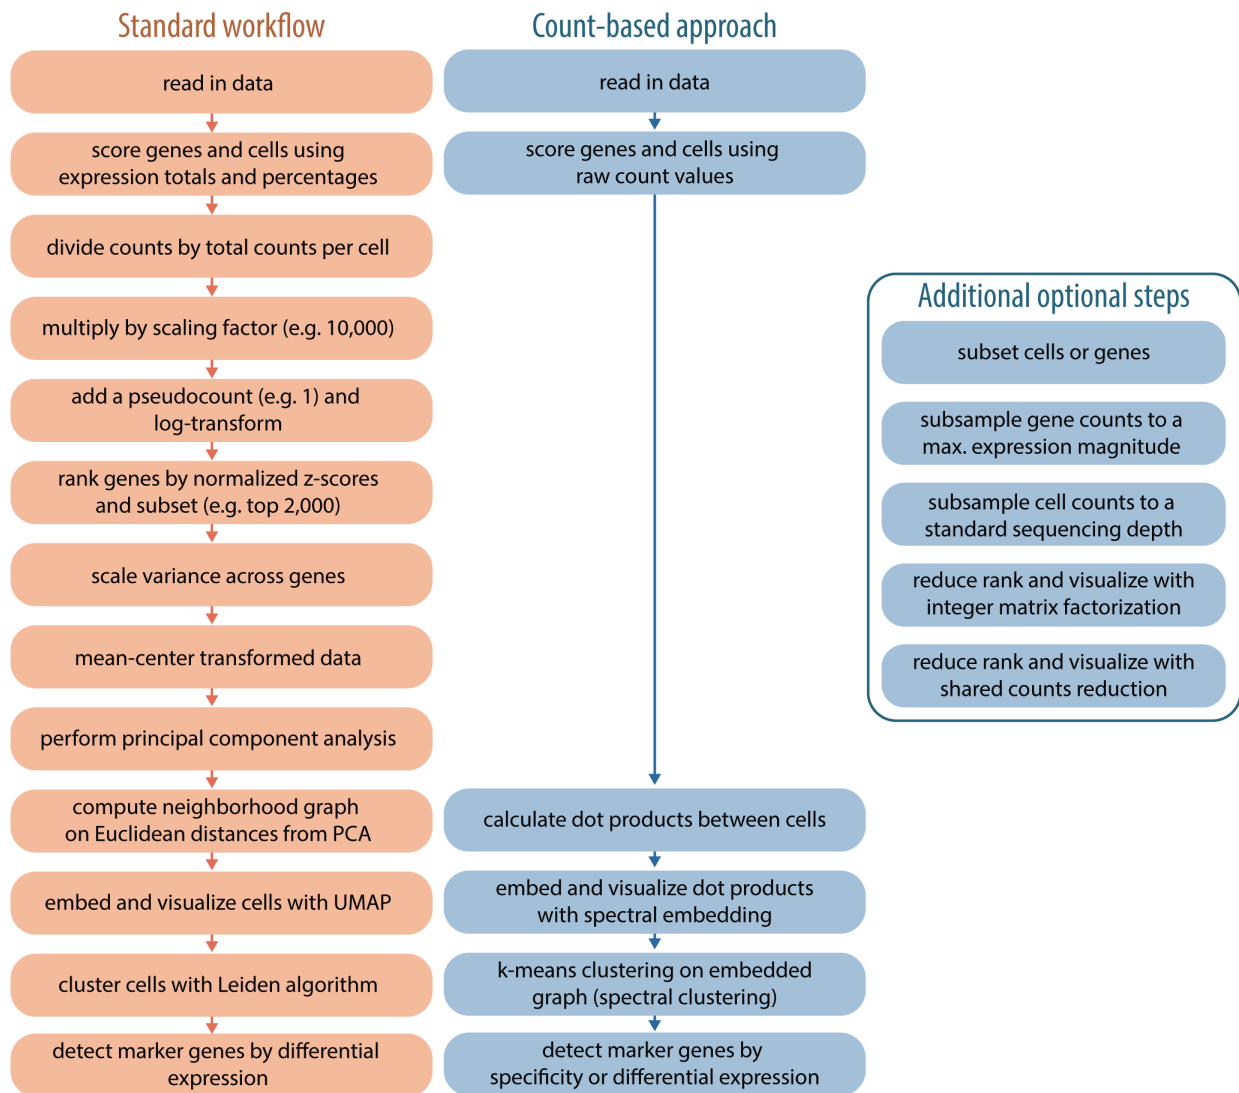 Standard workflow
read in data
score genes and cells using
expression totals and percentages
divide counts by total counts per cell
multiply by scaling factor (e.g. 10,000)
add a pseudocount (e.g. 1) and
log-transform
rank genes by normalized z-scores
and subset (e.g. top 2,000)
scale variance across genes
mean-center transformed data
perform principal component analysis
compute neighborhood graph
on Euclidean distances from PCA
embed and visualize cells with UMAP
cluster cells with Leiden algorithm
detect marker genes by differential
expression
Count-based approach
read in data
score genes and cells using
raw count values
calculate dot products between cells
embed and visualize dot products
with spectral embedding
k-means clustering on embedded
graph (spectral clustering)
detect marker genes by
specificity or differential expression
Additional optional steps
subset cells or genes
subsample gene counts to a
max. expression magnitude
subsample cell counts to a
standard sequencing depth
reduce rank and visualize with
integer matrix factorization
reduce rank and visualize with
shared counts reduction